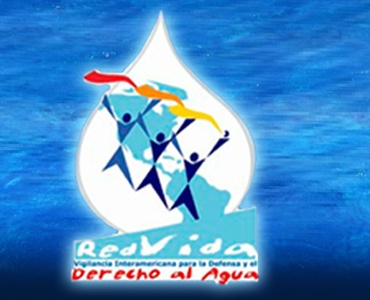 RedVida
Vigilancia Interamericana para la Defensa y el
Derecho al Agua